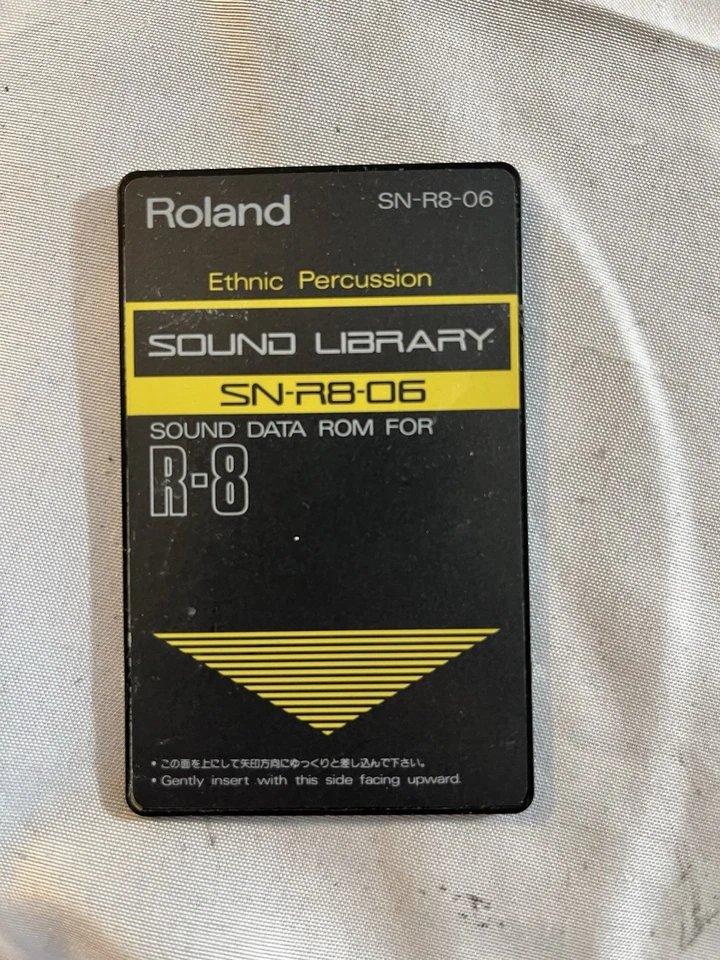 Roland
SN-R8-06
Ethnic Percussion
SOUND LIBRARY
SN-R8-06
SOUND DATA ROM FOR
R-8
• この面を上にして矢印方向にゆっくりと差し込んで下さい。
• Gently insert with this side facing upward.